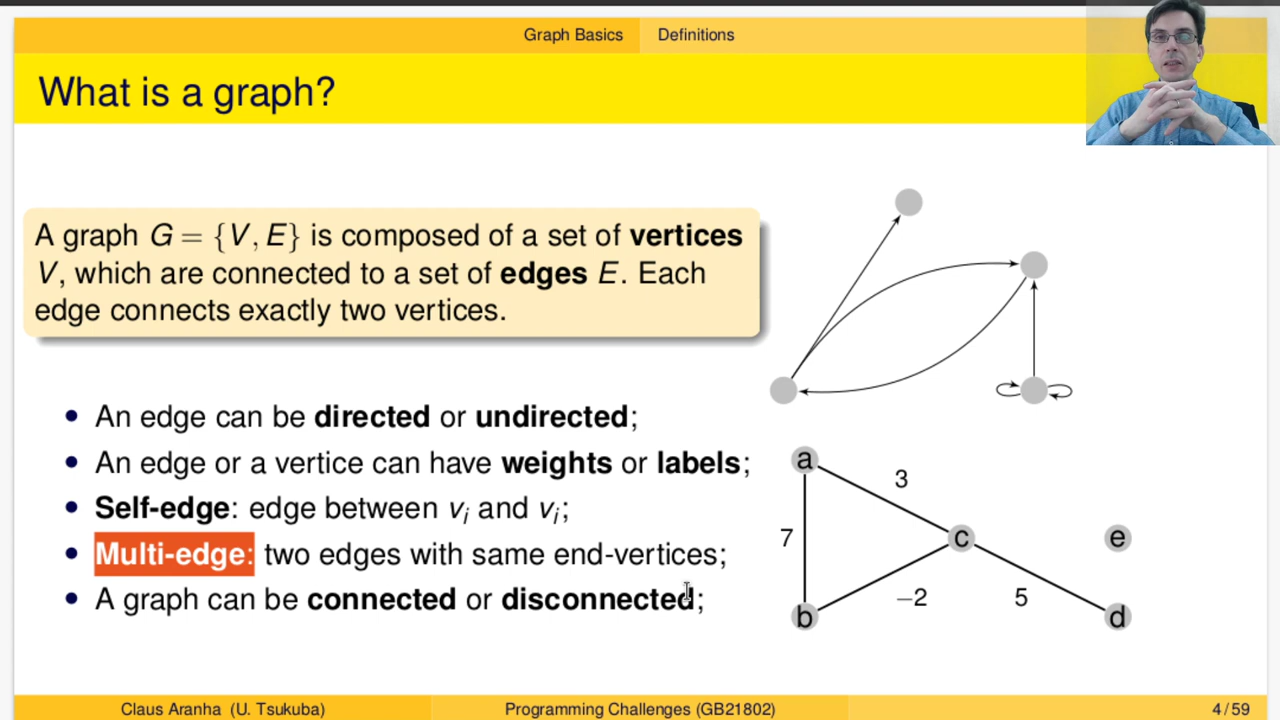 Graph Basics Definitions
What is a graph?
A graph G = {V, E} is composed of a set of vertices
V, which are connected to a set of edges E. Each
edge connects exactly two vertices.
• An edge can be directed or undirected;
• An edge or a vertice can have weights or labels;
• Self-edge: edge between vᵢ and vᵢ;
• Multi-edge: two edges with same end-vertices;
• A graph can be connected or disconnected;
a
3
7
c
e
−2
5
b
d
Claus Aranha (U. Tsukuba) Programming Challenges (GB21802) 4 / 59